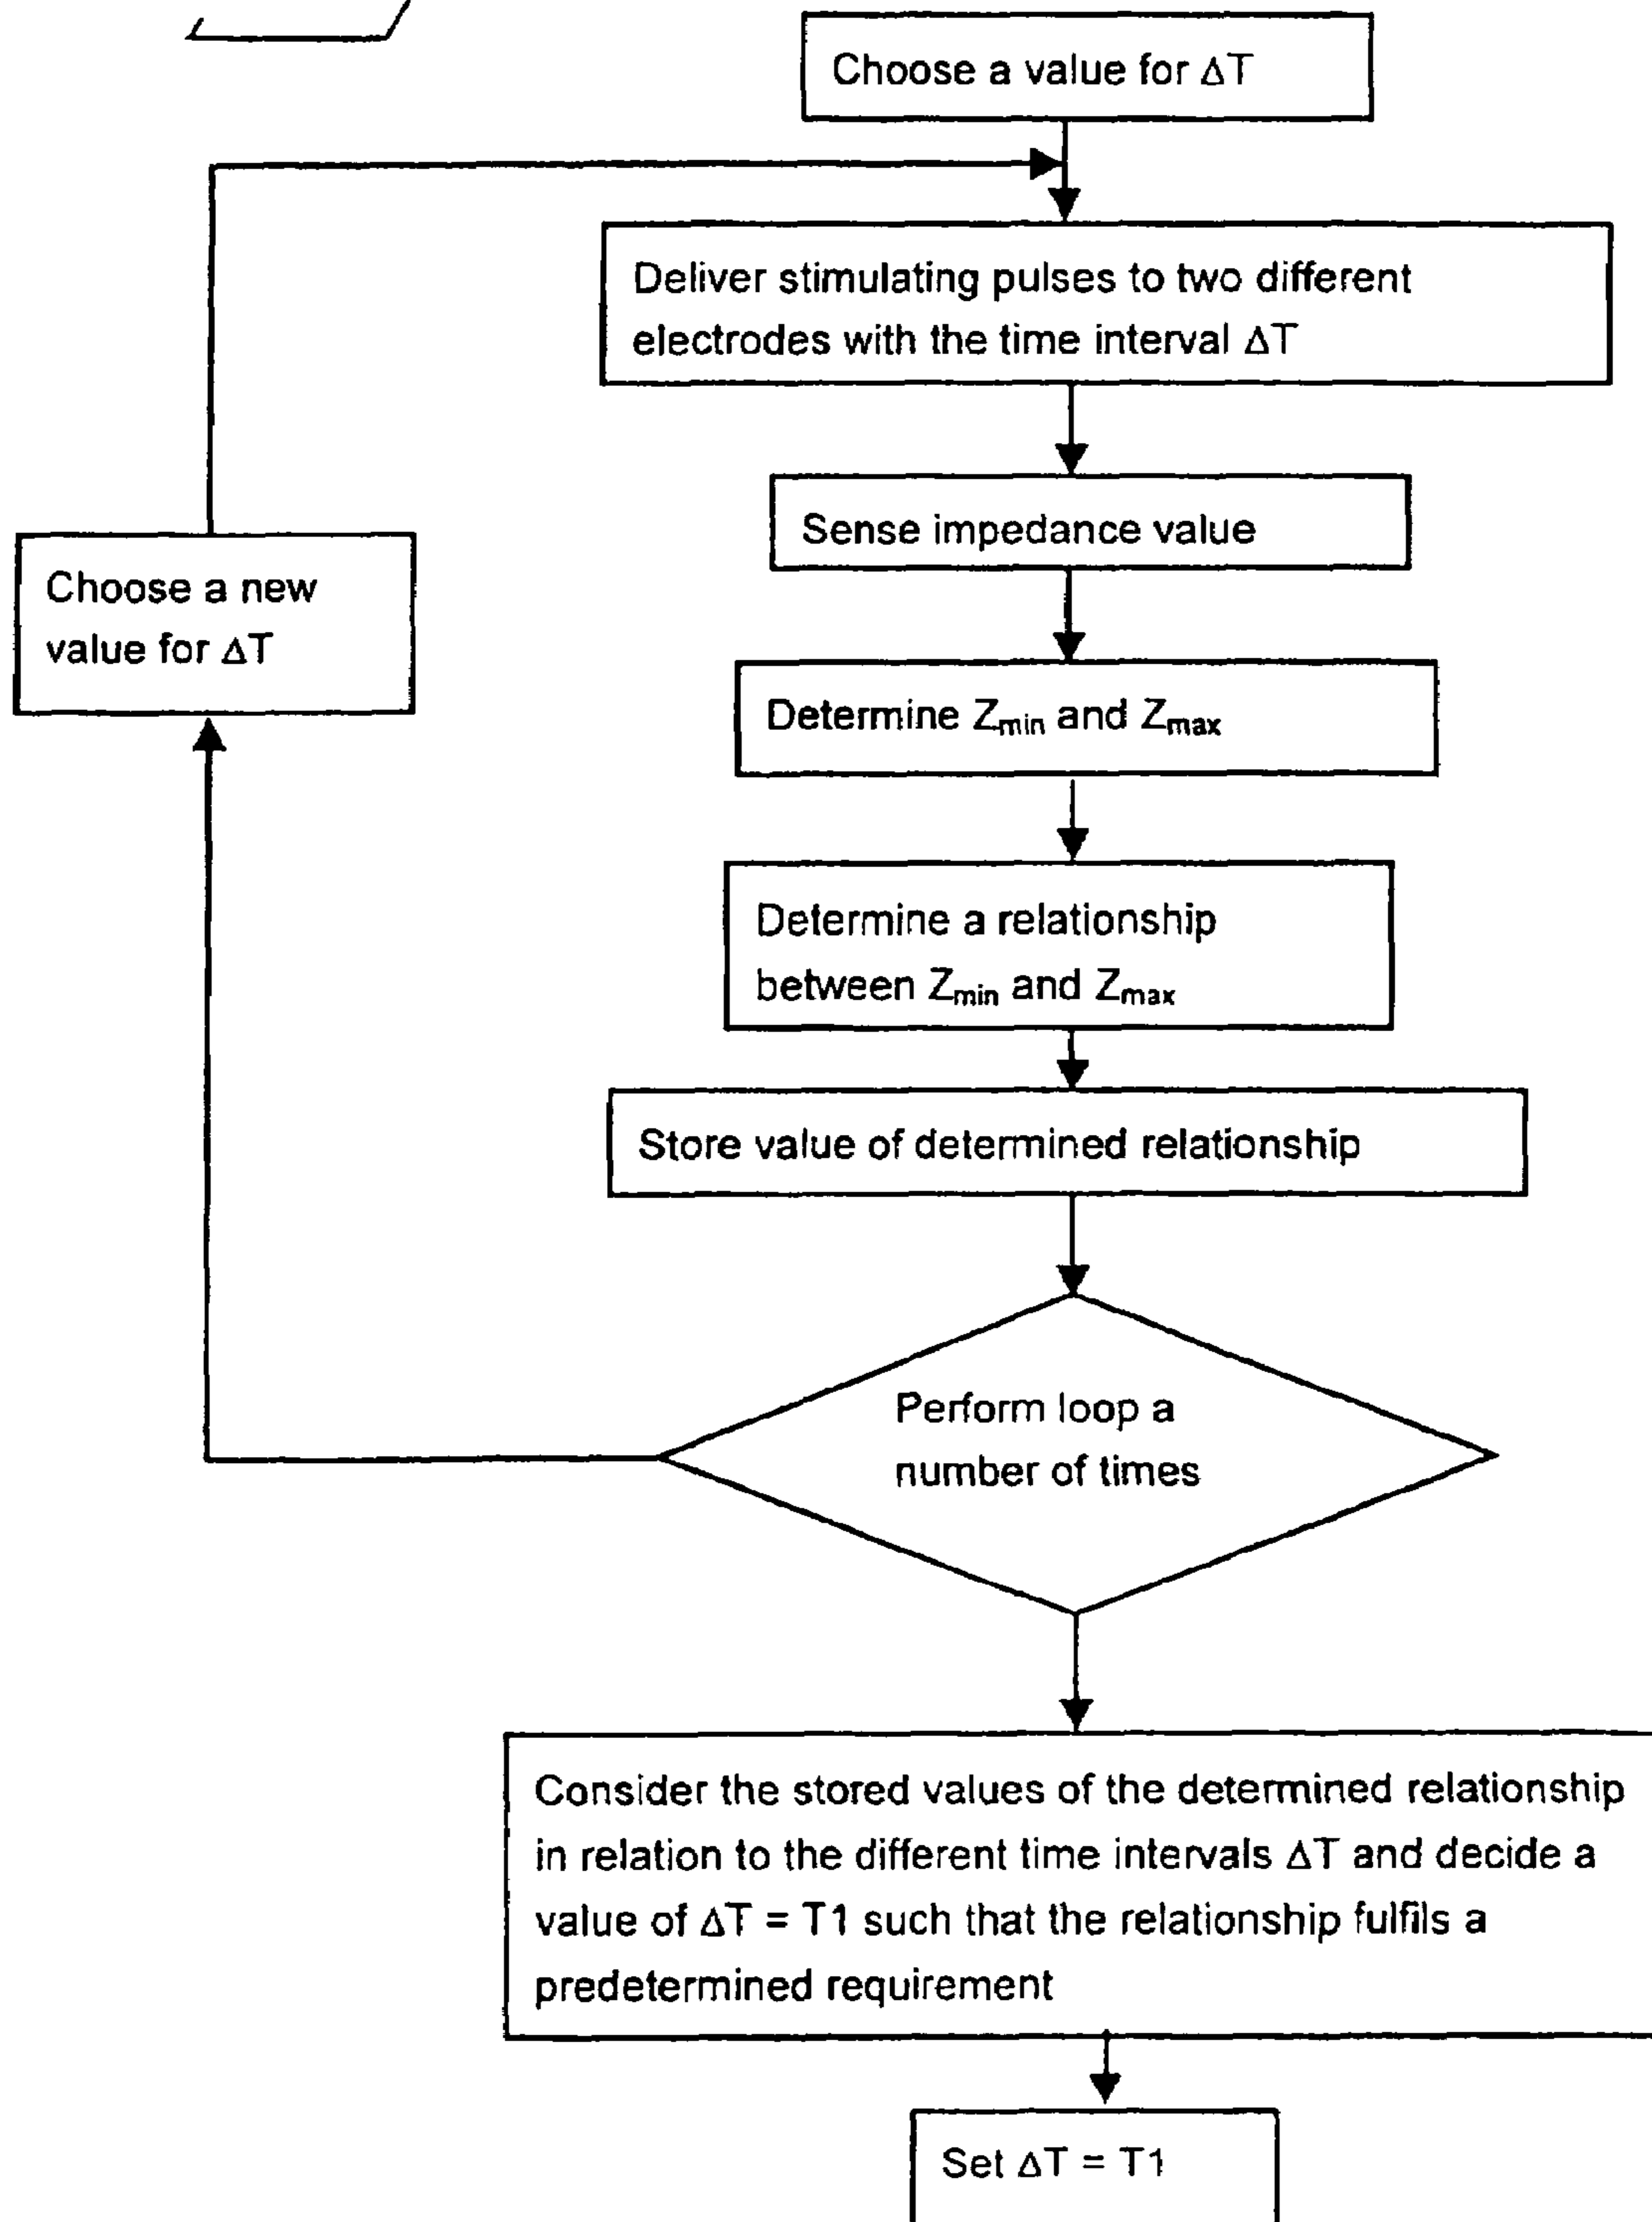 Choose a value for ΔT
Deliver stimulating pulses to two different
electrodes with the time interval ΔT
Sense impedance value
Choose a new
value for ΔT
Determine Zmin and Zmax
Determine a relationship
between Zmin and Zmax
Store value of determined relationship
Perform loop a
number of times
Consider the stored values of the determined relationship
in relation to the different time intervals ΔT and decide a
value of ΔT = T1 such that the relationship fulfils a
predetermined requirement
Set ΔT = T1